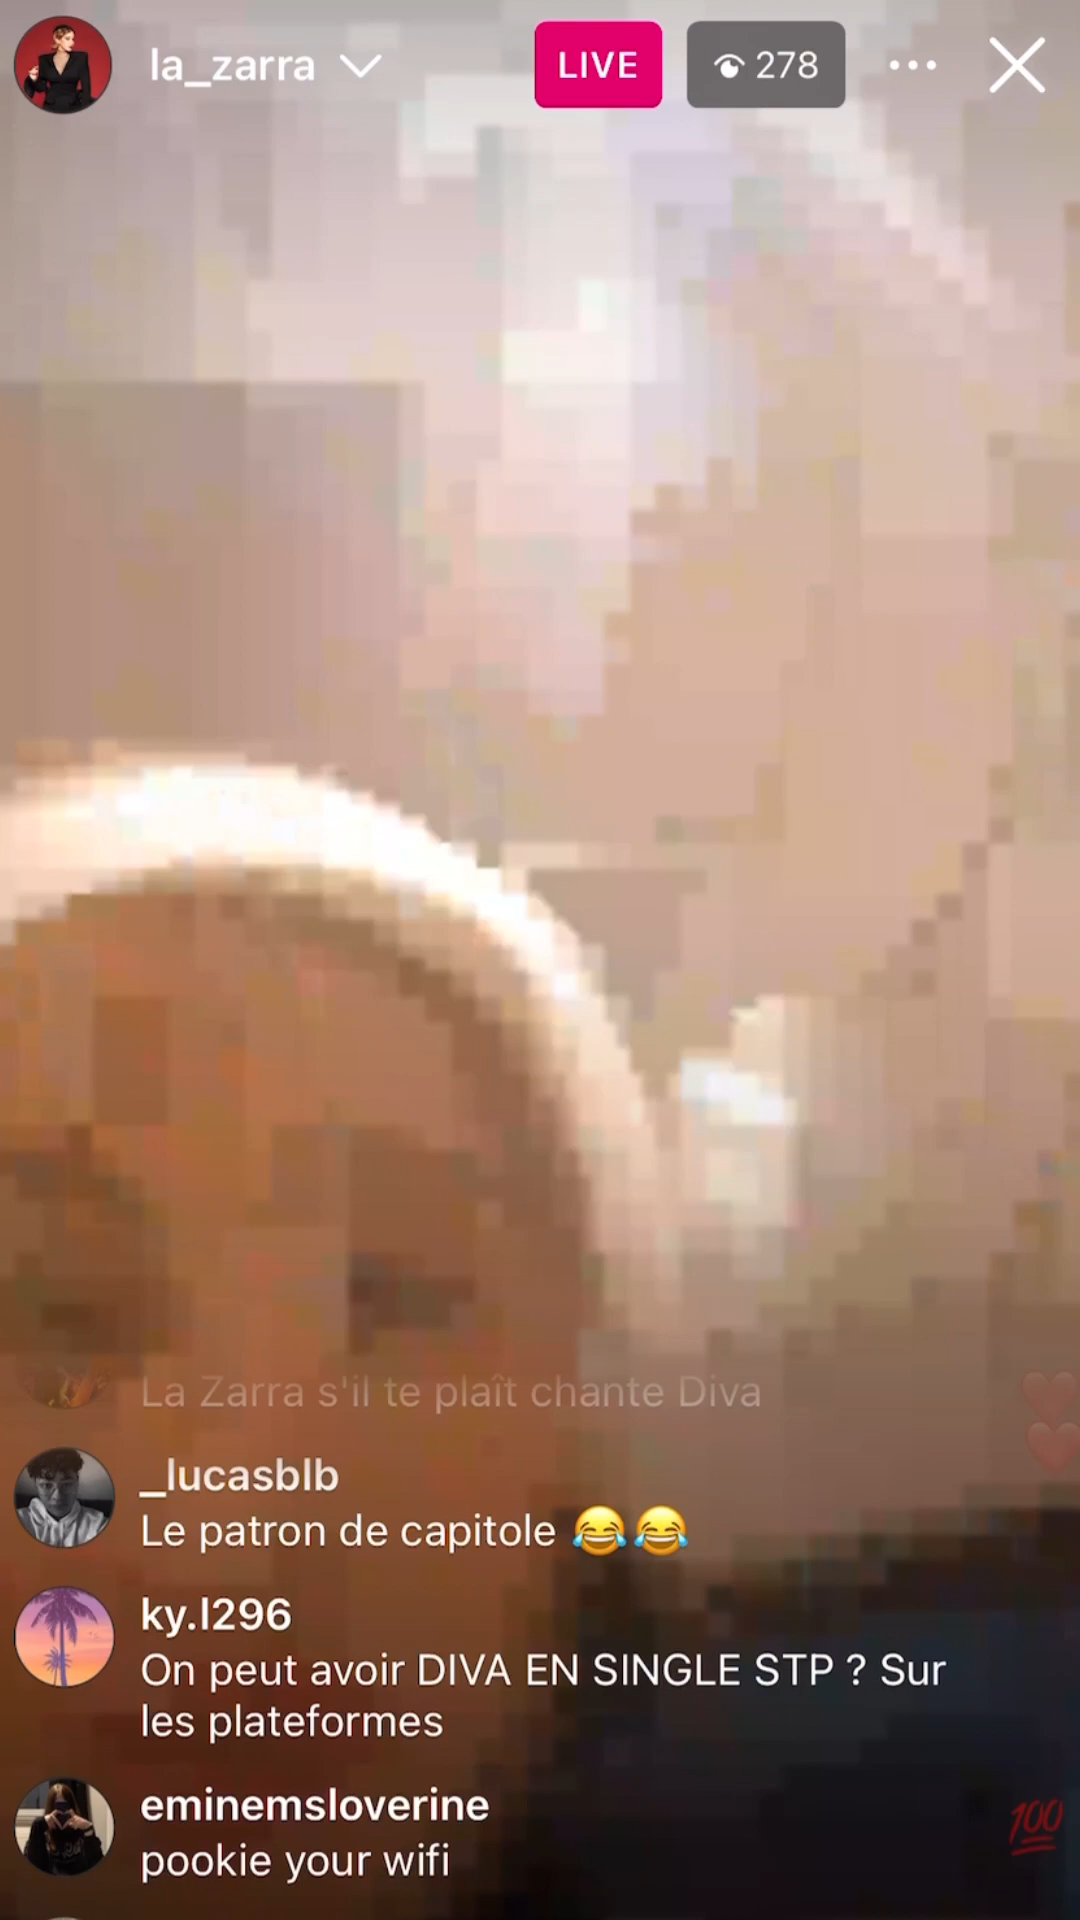 la_zarra
LIVE
278
La Zarra s'il te plaît chante Diva
_lucasblb
Le patron de capitole 😂😂
ky.l296
On peut avoir DIVA EN SINGLE STP ? Sur
les plateformes
eminemsloverine
pookie your wifi
💯